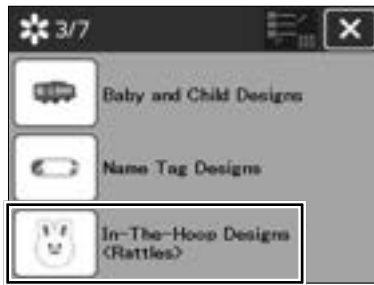 3/7
Baby and Child Designs
Name Tag Designs
In-The-Hoop Designs
<Rattles>